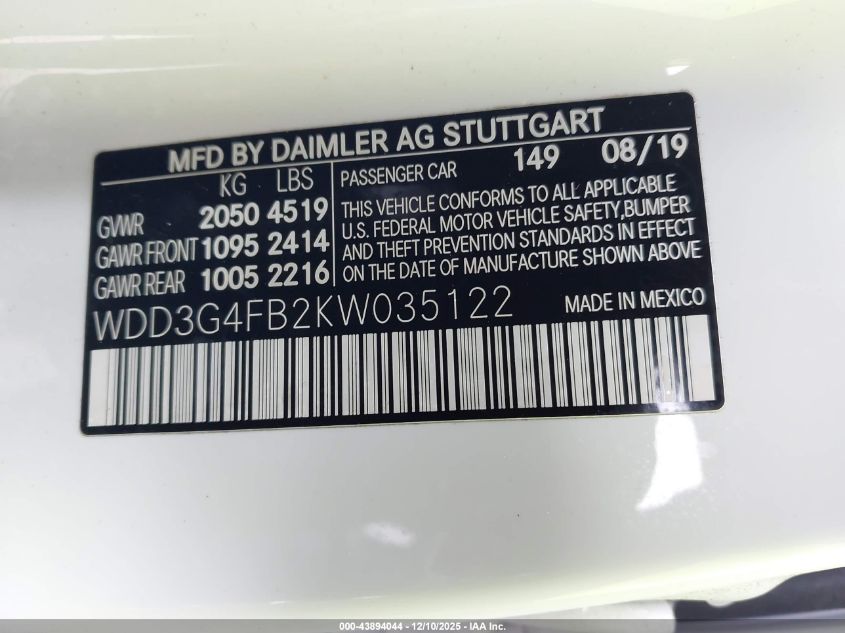 MFD BY DAIMLER AG STUTTGART
KG LBS
GVWR 2050 4519
GAWR FRONT 1095 2414
GAWR REAR 1005 2216
PASSENGER CAR 149 08/19
THIS VEHICLE CONFORMS TO ALL APPLICABLE
U.S. FEDERAL MOTOR VEHICLE SAFETY,BUMPER
AND THEFT PREVENTION STANDARDS IN EFFECT
ON THE DATE OF MANUFACTURE SHOWN ABOVE
WDD3G4FB2KW035122
MADE IN MEXICO
000-43894044 - 12/10/2025 - IAA Inc.